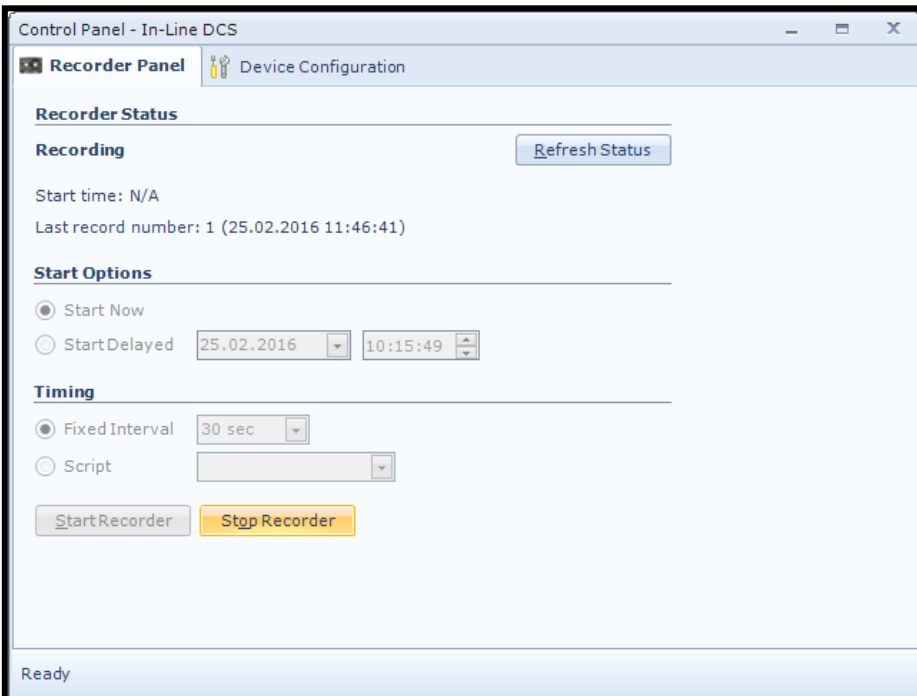 Control Panel - In-Line DCS
Recorder Panel Device Configuration
Recorder Status
Recording Refresh Status
Start time: N/A
Last record number: 1 (25.02.2016 11:46:41)
Start Options
Start Now
Start Delayed 25.02.2016 10:15:49
Timing
Fixed Interval 30 sec
Script
Start Recorder Stop Recorder
Ready